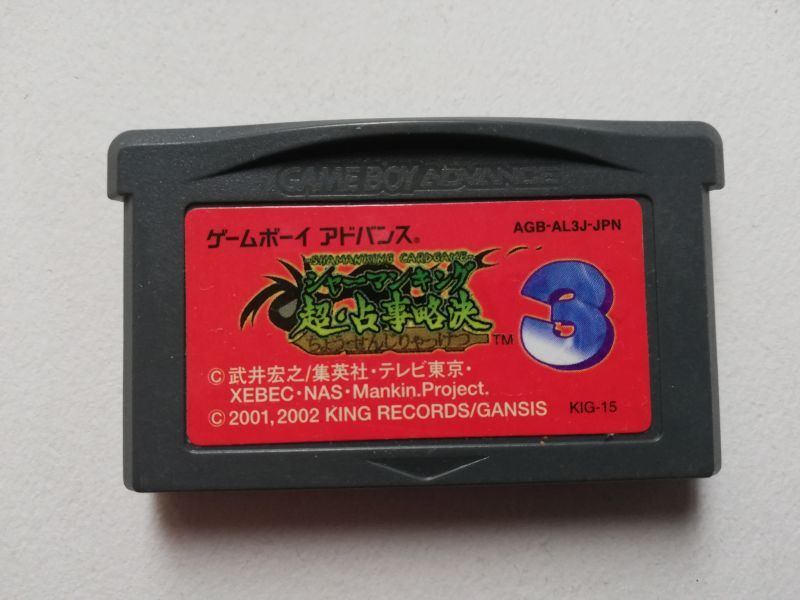 GAME BOY ADVANCE
ゲームボーイ アドバンス®
AGB-AL3J-JPN
SHAMANKING CARDGAME
シャーマンキング
超・占事略決
ちょう・せんじりゃっけつ
3
TM
© 武井宏之/集英社・テレビ東京・
XEBEC・NAS・Mankin.Project.
© 2001, 2002 KING RECORDS/GANSIS
KIG-15